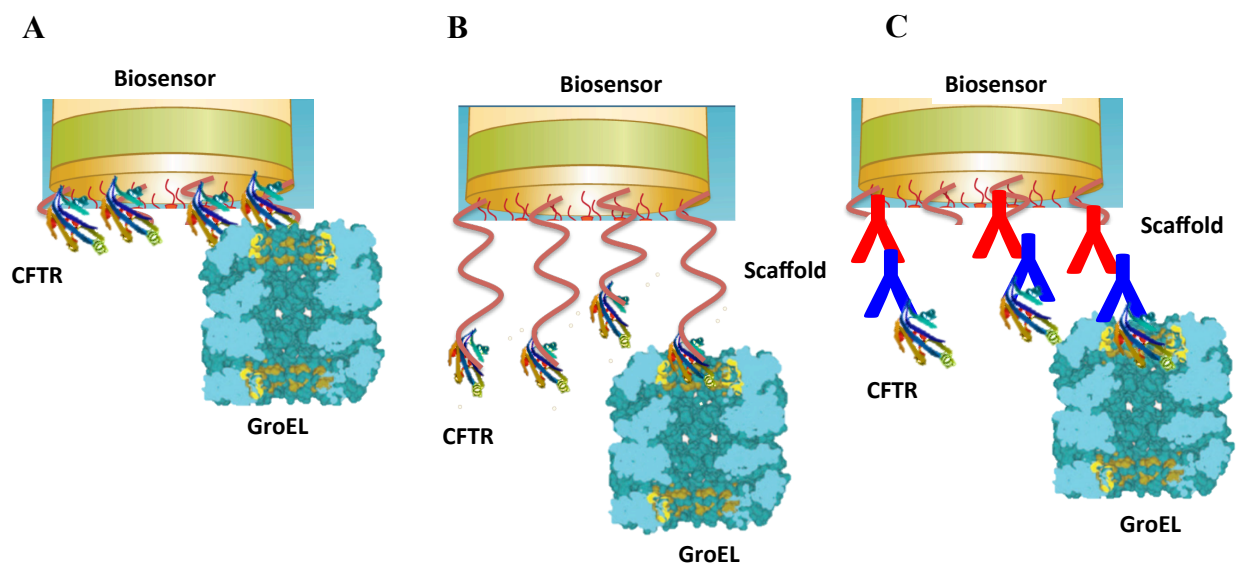 A
Biosensor
CFTR
GroEL
B
Biosensor
Scaffold
CFTR
GroEL
C
Biosensor
Scaffold
CFTR
GroEL